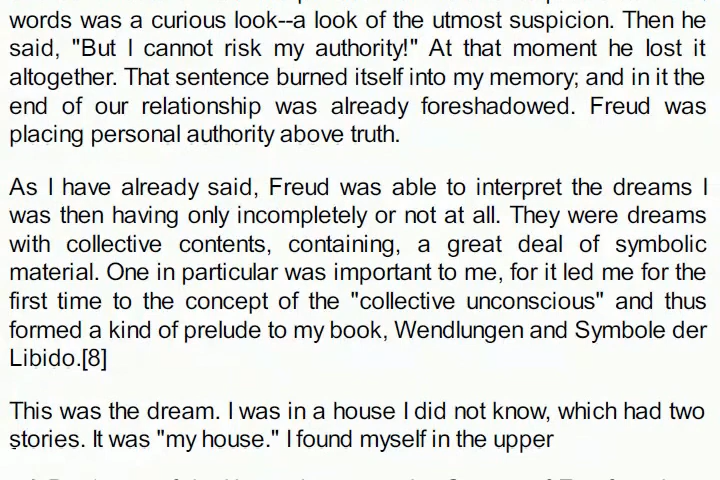 words was a curious look--a look of the utmost suspicion. Then he
said, "But I cannot risk my authority!" At that moment he lost it
altogether. That sentence burned itself into my memory; and in it the
end of our relationship was already foreshadowed. Freud was
placing personal authority above truth.
As I have already said, Freud was able to interpret the dreams I
was then having only incompletely or not at all. They were dreams
with collective contents, containing, a great deal of symbolic
material. One in particular was important to me, for it led me for the
first time to the concept of the "collective unconscious" and thus
formed a kind of prelude to my book, Wendlungen and Symbole der
Libido.[8]
This was the dream. I was in a house I did not know, which had two
stories. It was "my house." I found myself in the upper